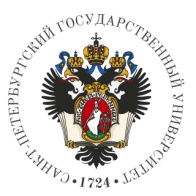 САНКТ-ПЕТЕРБУРГСКИЙ ГОСУДАРСТВЕННЫЙ УНИВЕРСИТЕТ
• 1724 •